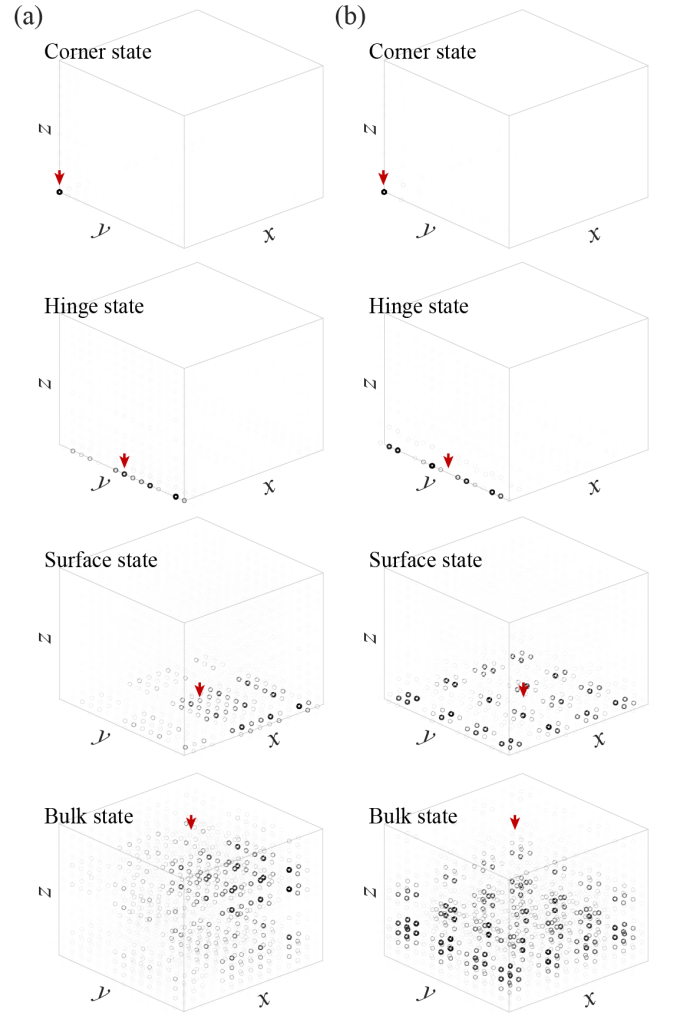 (a)
(b)
Corner state
Corner state
z
y
x
z
y
x
Hinge state
Hinge state
z
y
x
z
y
x
Surface state
Surface state
z
y
x
z
y
x
Bulk state
Bulk state
z
y
x
z
y
x